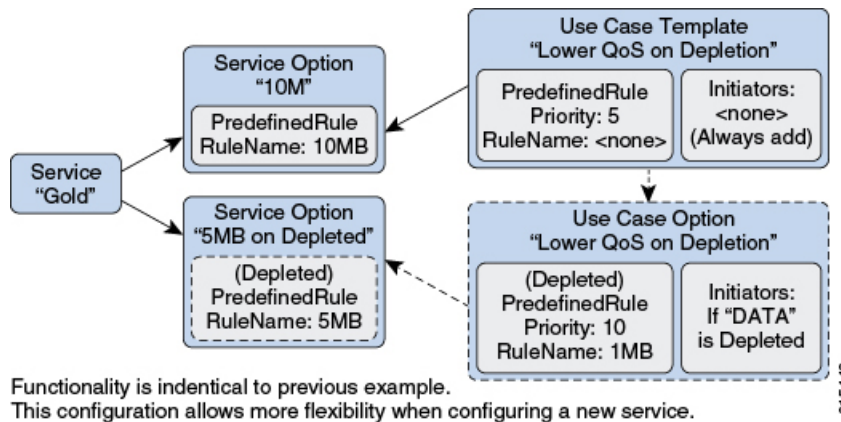 Service
“Gold”
Service Option
“10M”
PredefinedRule
RuleName: 10MB
Service Option
“5MB on Depleted”
(Depleted)
PredefinedRule
RuleName: 5MB
Use Case Template
“Lower QoS on Depletion”
PredefinedRule
Priority: 5
RuleName: <none>
Initiators:
<none>
(Always add)
Use Case Option
“Lower QoS on Depletion”
(Depleted)
PredefinedRule
Priority: 10
RuleName: 1MB
Initiators:
If “DATA”
is Depleted
Functionality is indentical to previous example.
This configuration allows more flexibility when configuring a new service.